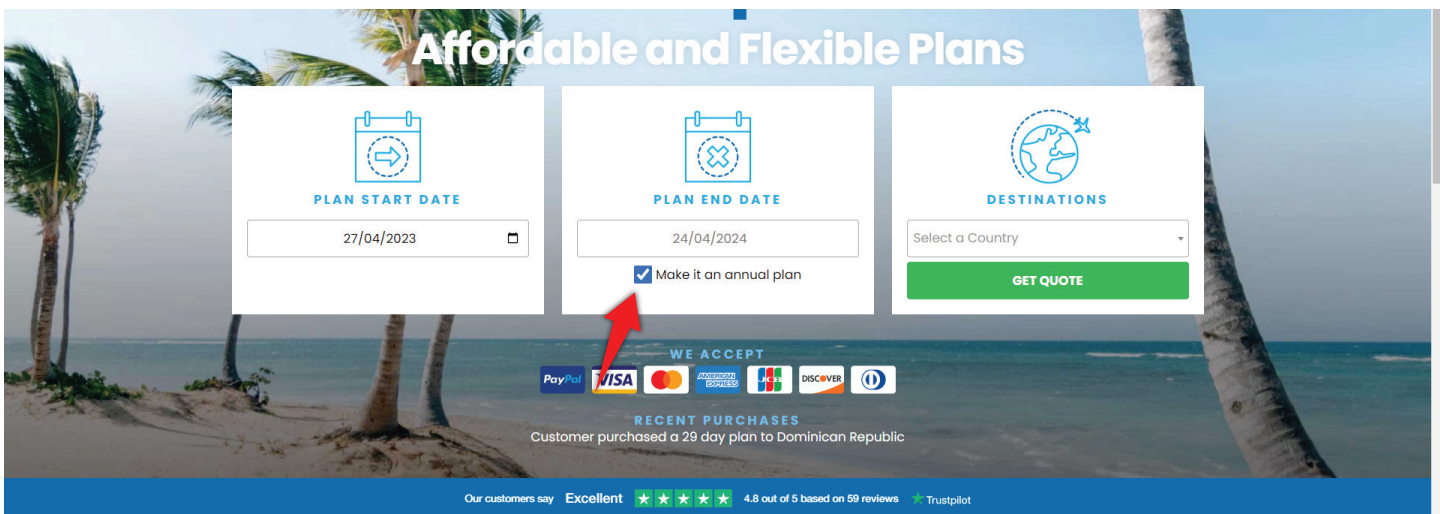 Affordable and Flexible Plans
PLAN START DATE
27/04/2023
PLAN END DATE
24/04/2024
Make it an annual plan
DESTINATIONS
Select a Country
GET QUOTE
WE ACCEPT
PayPal VISA AMERICAN EXPRESS JCB DISCOVER
RECENT PURCHASES
Customer purchased a 29 day plan to Dominican Republic
Our customers say Excellent 4.8 out of 5 based on 59 reviews Trustpilot